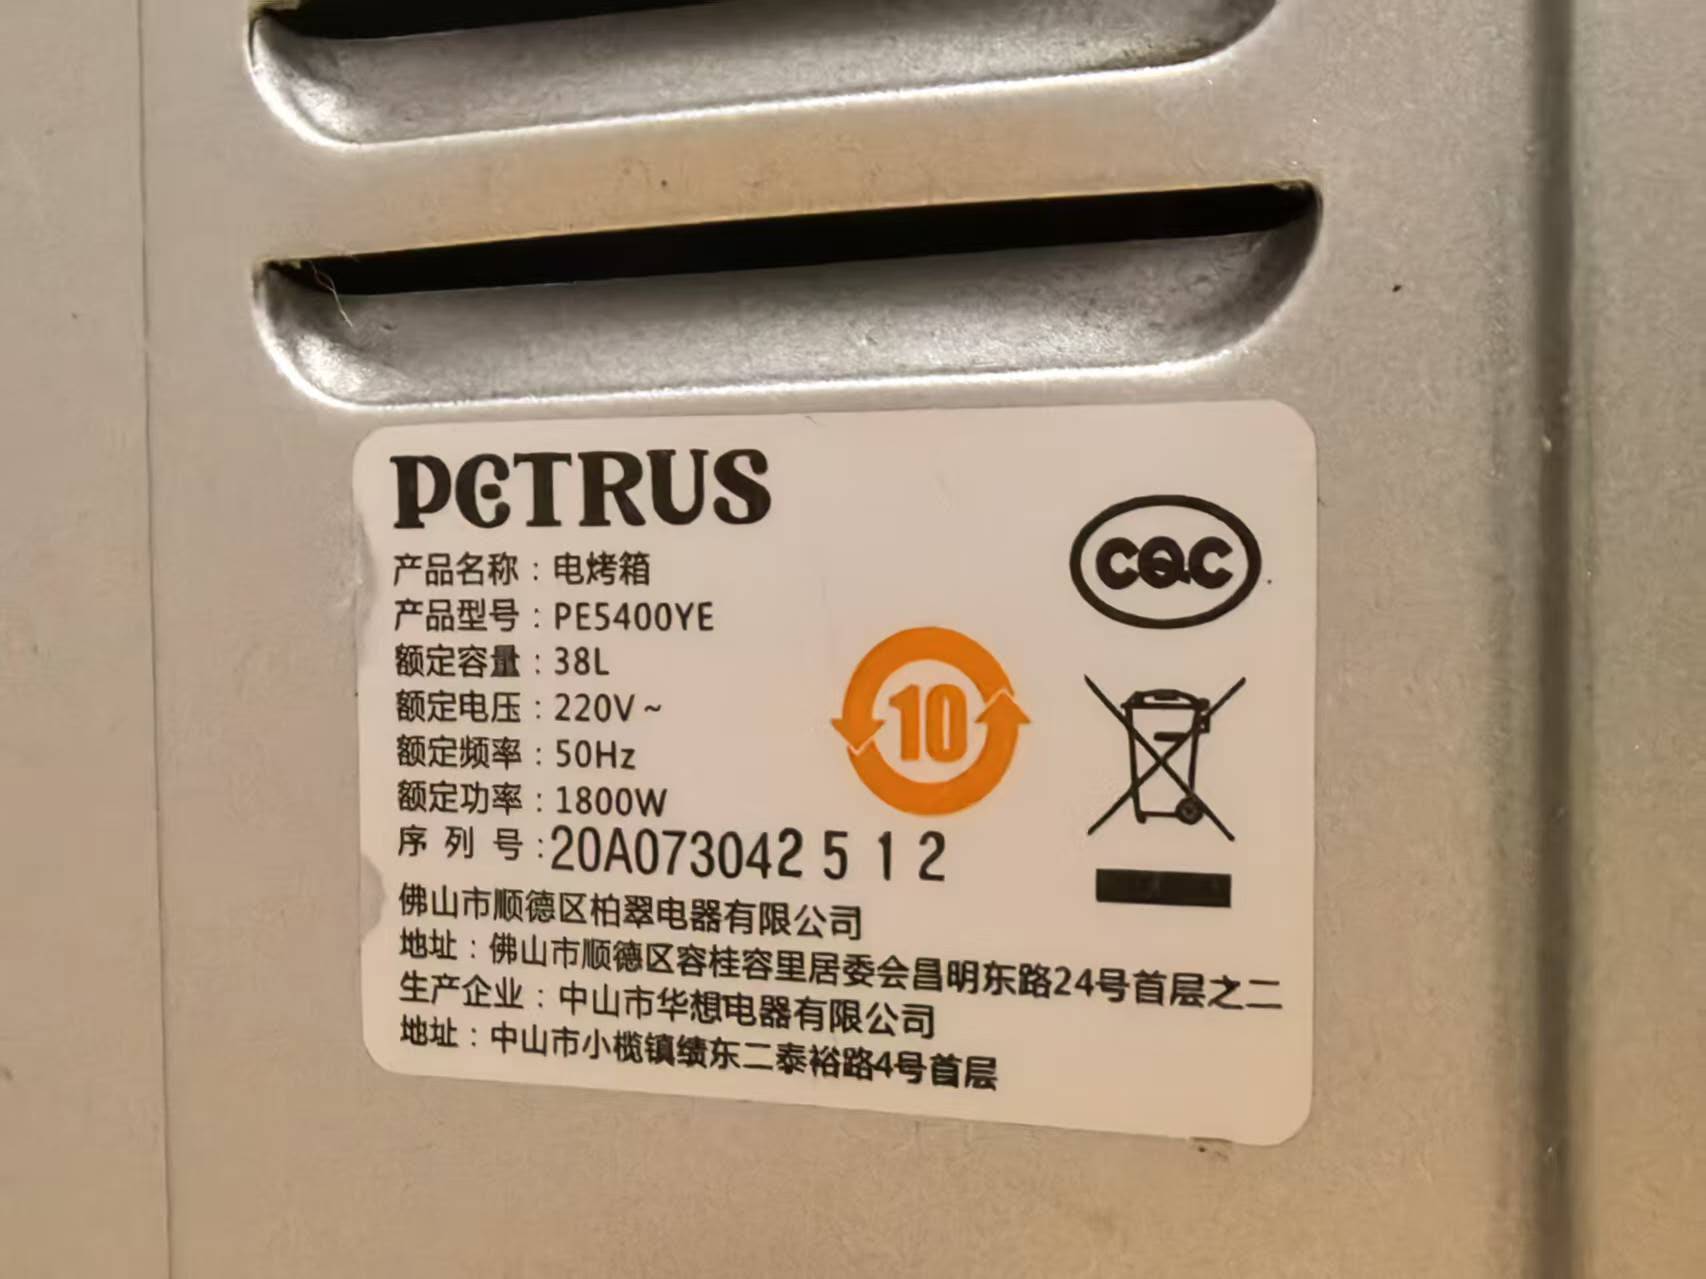 PETRUS
产品名称：电烤箱
产品型号：PE5400YE
额定容量：38L
额定电压：220V~
额定频率：50Hz
额定功率：1800W
序列号：20A073042512
佛山市顺德区柏翠电器有限公司
地址：佛山市顺德区容桂容里居委会昌明东路24号首层之二
生产企业：中山市华想电器有限公司
地址：中山市小榄镇绩东二泰裕路4号首层
CQC
10